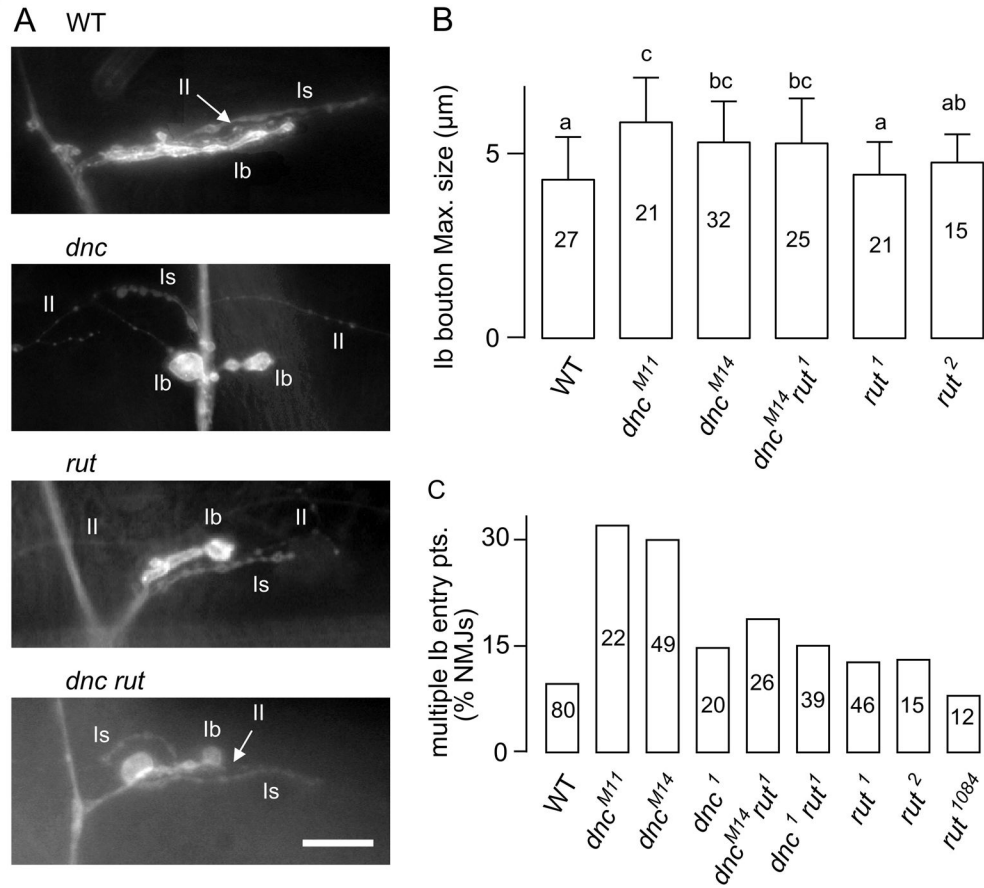 A
WT
II
Is
Ib
dnc
II
Is
II
Ib
Ib
rut
II
Ib
II
Is
dnc rut
Is
Ib
II
Is
B
Ib bouton Max. size (µm)
5
0
a
c
bc
bc
a
ab
27
21
32
25
21
15
WT
dnc M11
dnc M14
dnc M14 rut 1
rut 1
rut 2
C
multiple Ib entry pts.
(% NMJs)
30
15
0
80
22
49
20
26
39
46
15
12
WT
dnc M11
dnc M14
dnc 1
dnc M14 rut 1
dnc 1 rut 1
rut 1
rut 2
rut 1084